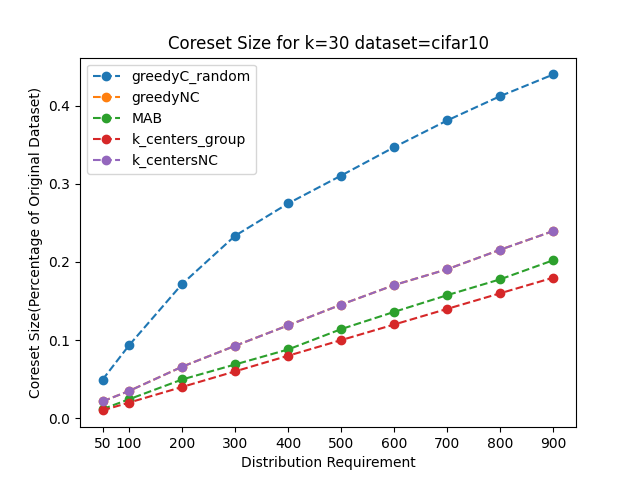 Coreset Size for k=30 dataset=cifar10
greedyC_random
greedyNC
MAB
k_centers_group
k_centersNC
Coreset Size(Percentage of Original Dataset)
0.4
0.3
0.2
0.1
0.0
50 100 200 300 400 500 600 700 800 900
Distribution Requirement